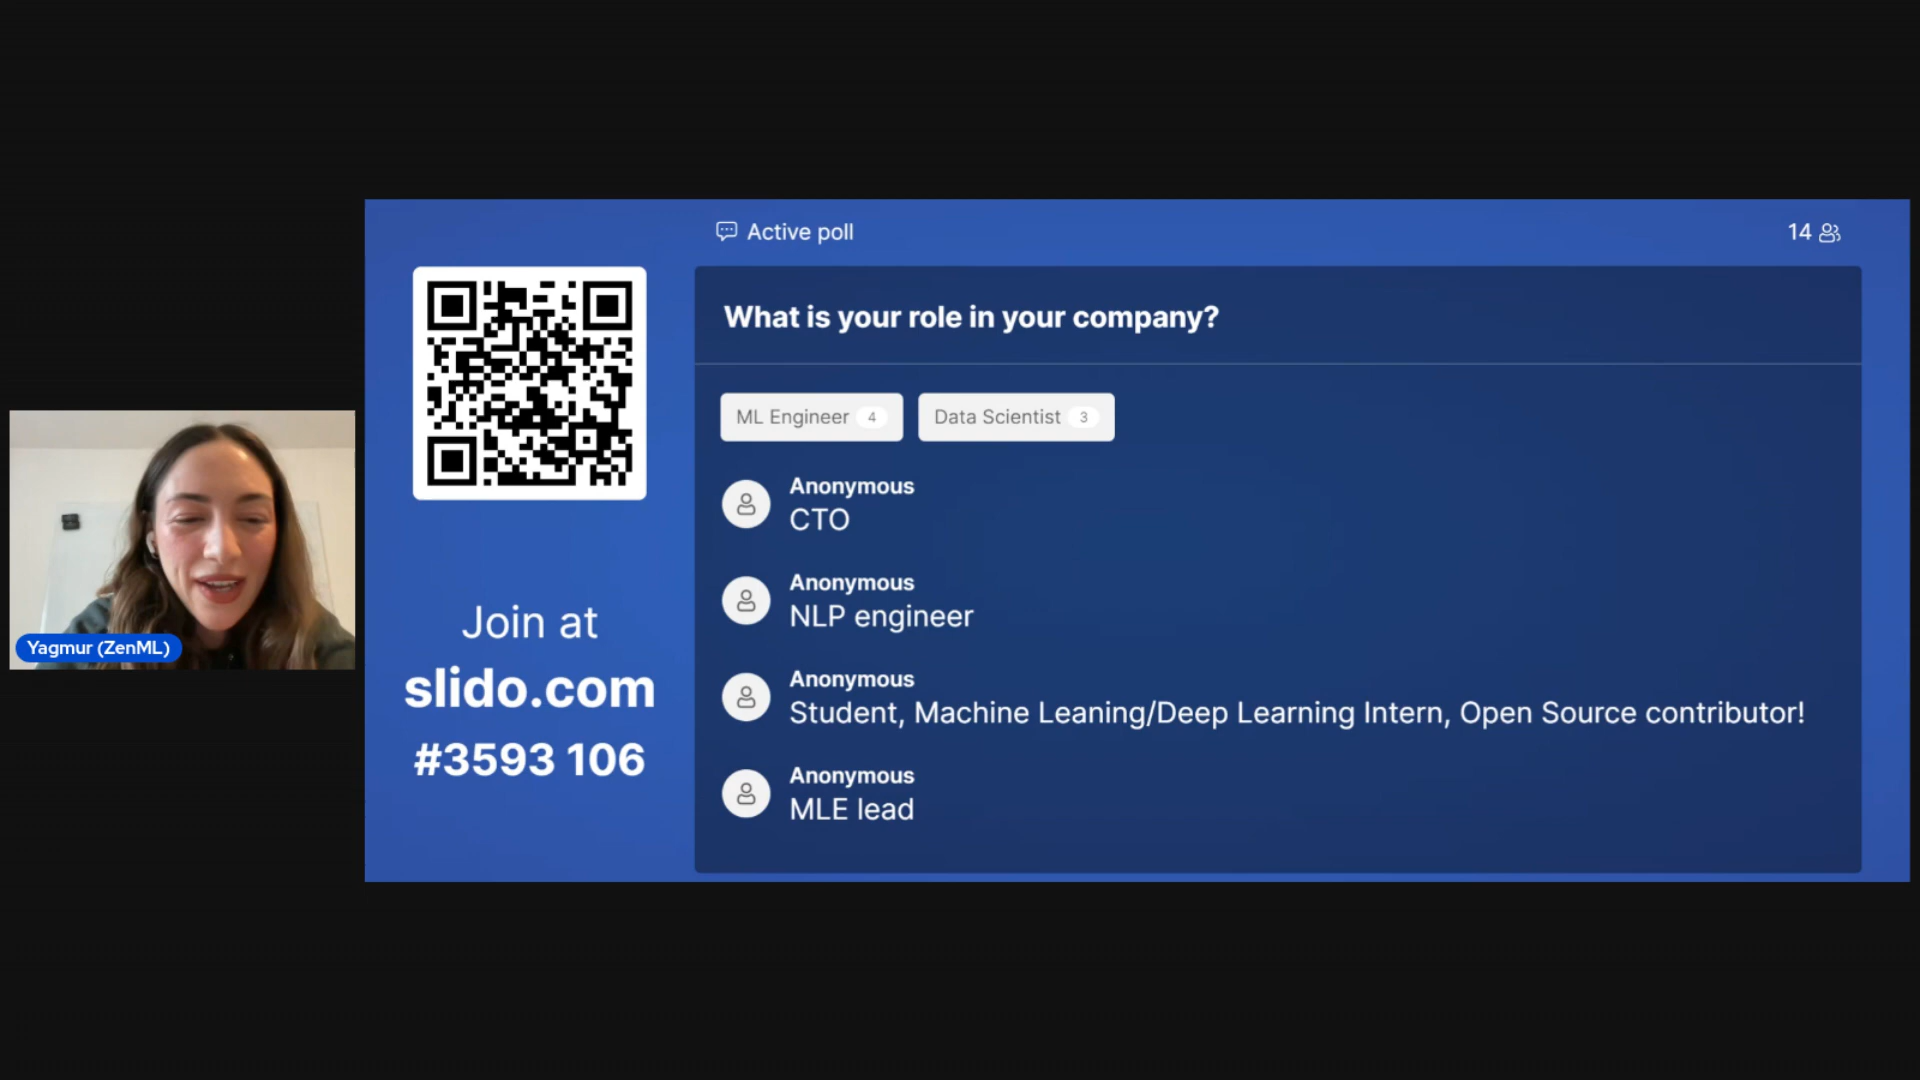 Active poll
14
What is your role in your company?
ML Engineer 4
Data Scientist 3
Anonymous
CTO
Anonymous
NLP engineer
Anonymous
Student, Machine Leaning/Deep Learning Intern, Open Source contributor!
Anonymous
MLE lead
Join at
slido.com
#3593 106
Yagmur (ZenML)